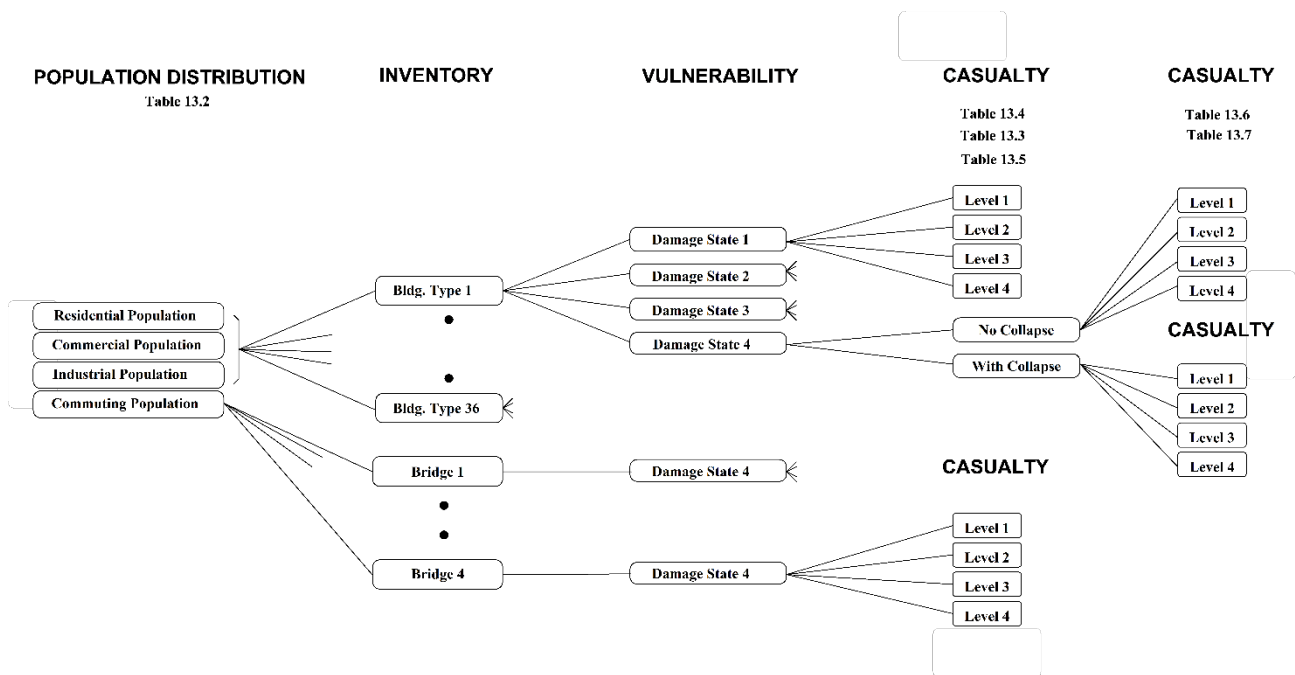 POPULATION DISTRIBUTION
Table 13.2
INVENTORY
VULNERABILITY
CASUALTY
Table 13.4
Table 13.3
Table 13.5
CASUALTY
Table 13.6
Table 13.7
Residential Population
Commercial Population
Industrial Population
Commuting Population
Bldg. Type 1
Bldg. Type 36
Bridge 1
Bridge 4
Damage State 1
Damage State 2
Damage State 3
Damage State 4
Damage State 4
Damage State 4
Level 1
Level 2
Level 3
Level 4
No Collapse
With Collapse
CASUALTY
Level 1
Level 2
Level 3
Level 4
Level 1
Level 2
Level 3
Level 4
CASUALTY
Level 1
Level 2
Level 3
Level 4